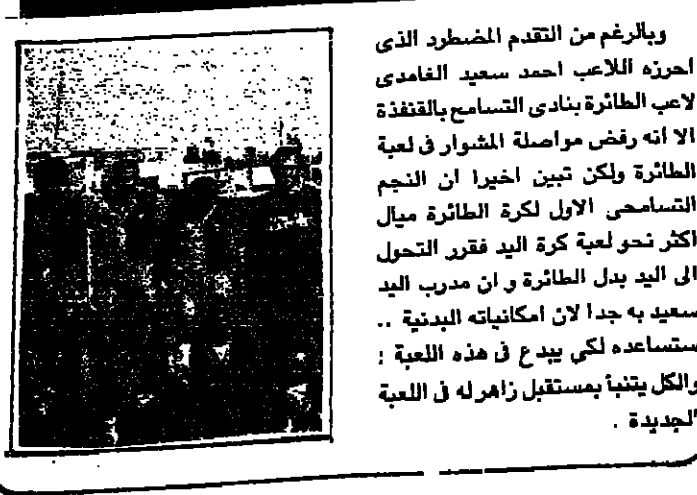 وبالرغم من التقدم المضطرد الذى
احرزه اللاعب احمد سعيد الغامدى
لاعب الطائرة بنادى التسامح بالقنفذة
الا أنه رفض مواصلة المشوار فى لعبة
الطائرة ولكن تبين اخيرا ان النجم
التسامحى الاول لكرة الطائرة ميال
اكثر نحو لعبة كرة اليد فقرر التحول
الى اليد بدل الطائرة و ان مدرب اليد
سعيد به جدا لان امكانياته البدنية ..
ستساعده لكي يبدع فى هذه اللعبة :
والكل يتنبأ بمستقبل زاهر له فى اللعبة
الجديدة .